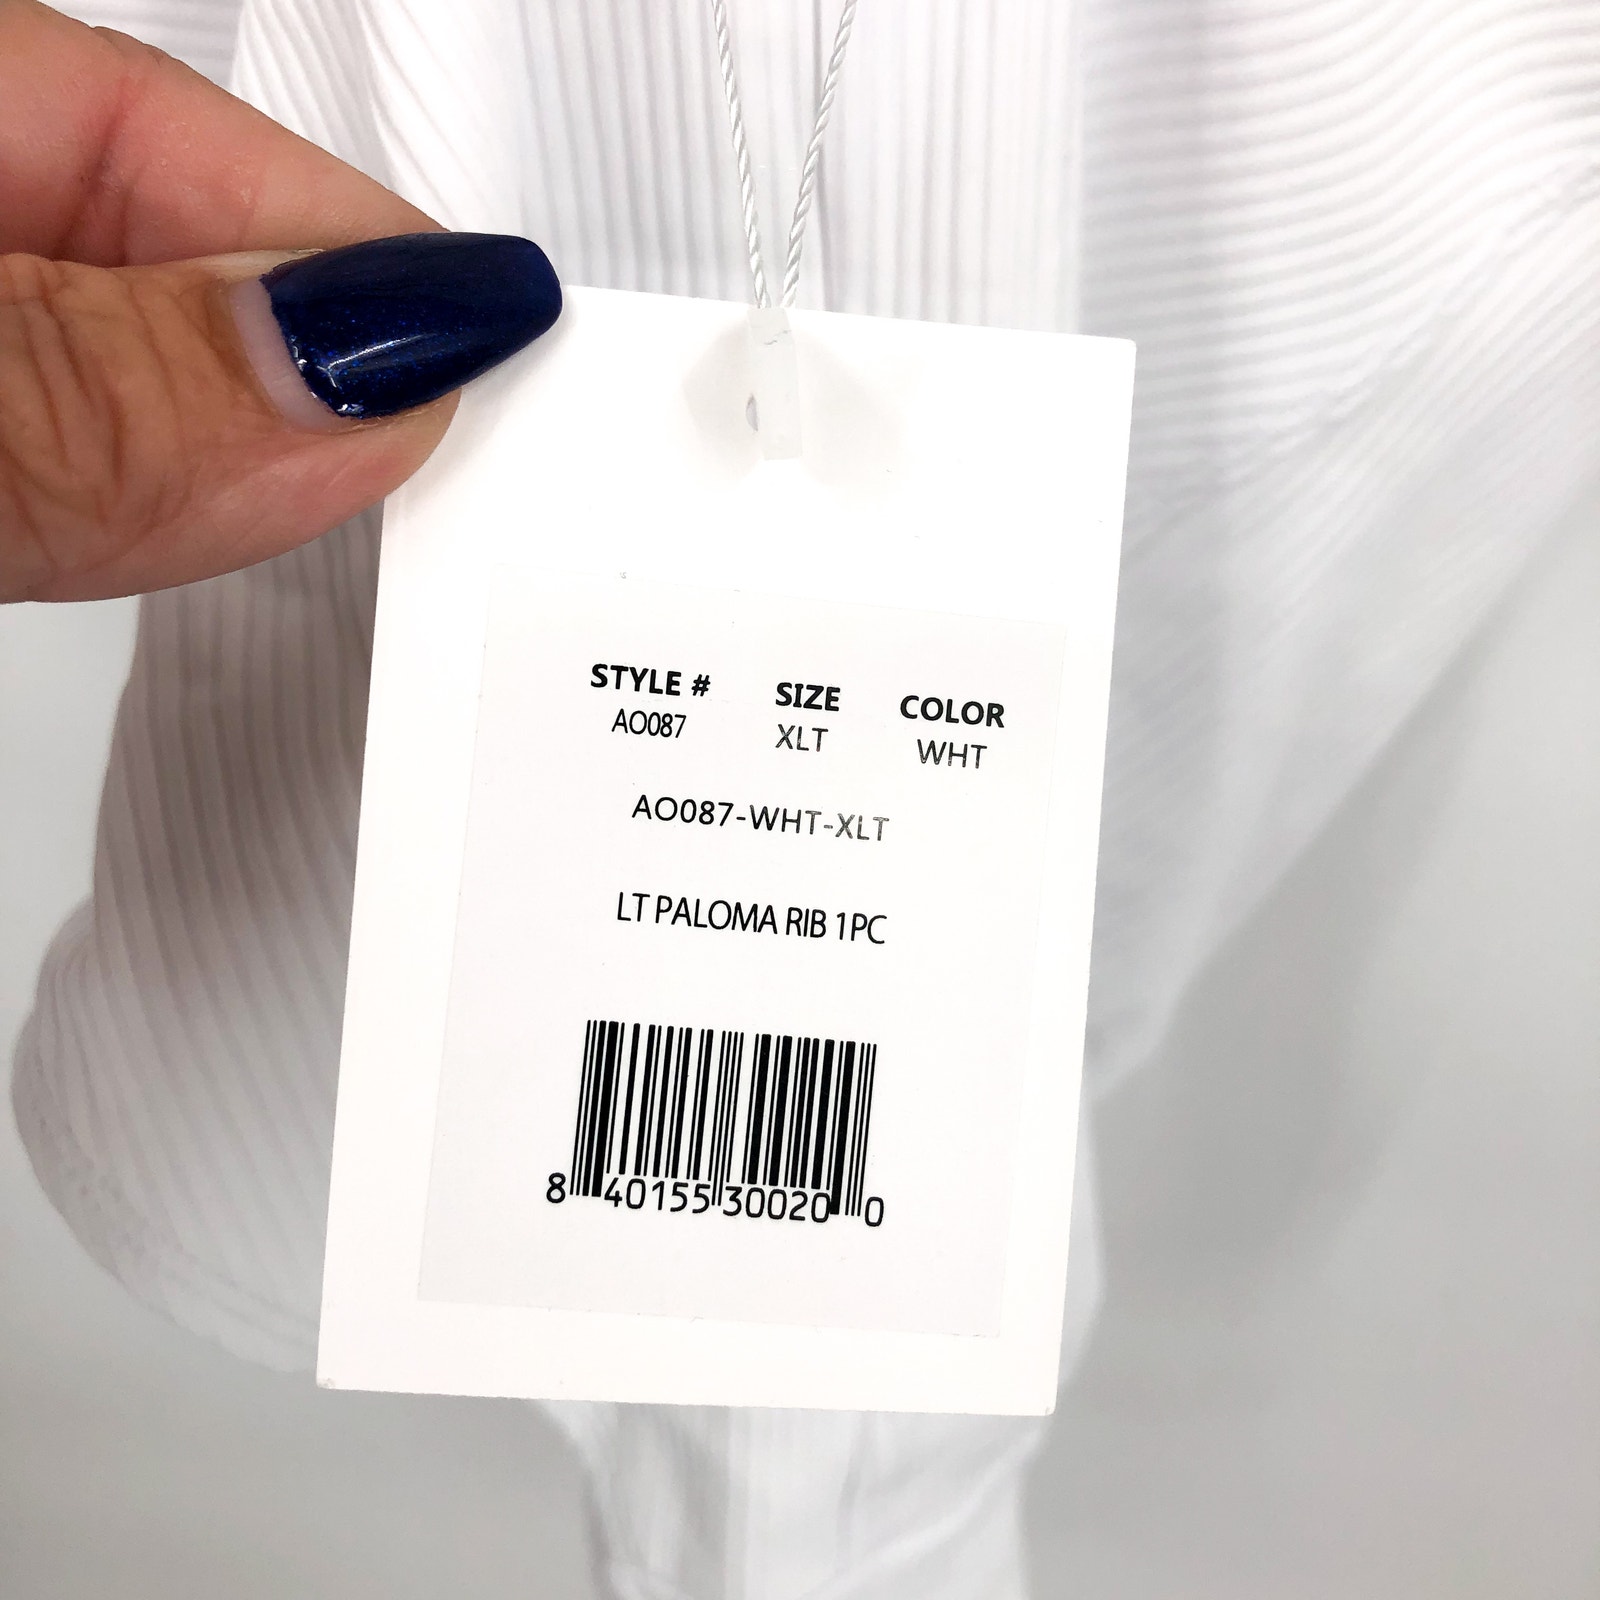 STYLE # SIZE COLOR
AO087 XLT WHT
AO087-WHT-XLT
LT PALOMA RIB 1PC
8 40155 30020 0